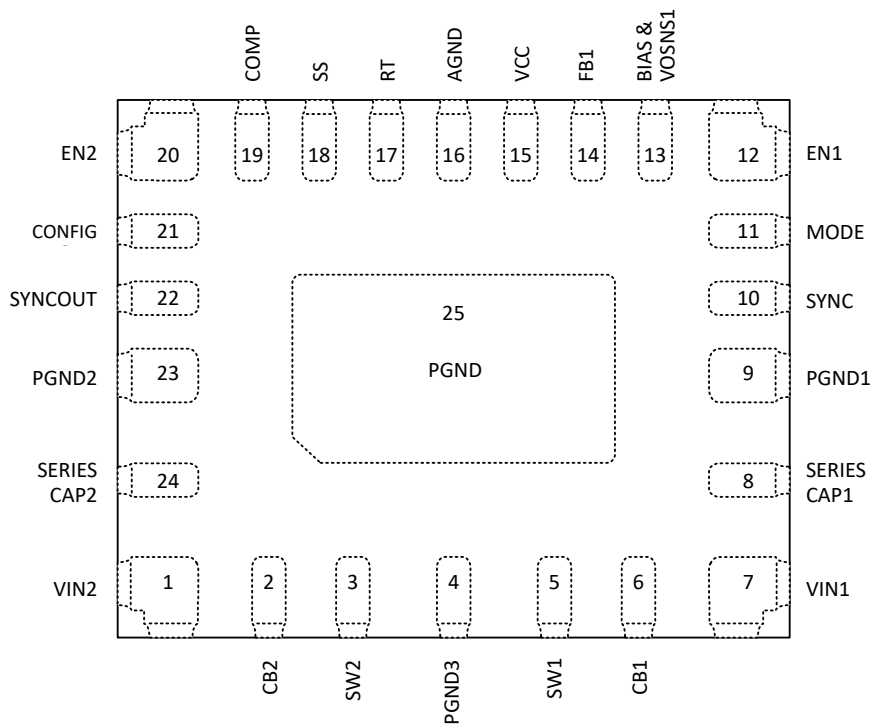 COMP
SS
RT
AGND
VCC
FB1
BIAS &
VOSNS1
EN2
20
19
18
17
16
15
14
13
12
EN1
CONFIG
21
11
MODE
SYNCOUT
22
10
SYNC
25
PGND2
23
PGND
9
PGND1
SERIES
CAP2
24
8
SERIES
CAP1
VIN2
1
2
3
4
5
6
7
VIN1
CB2
SW2
PGND3
SW1
CB1